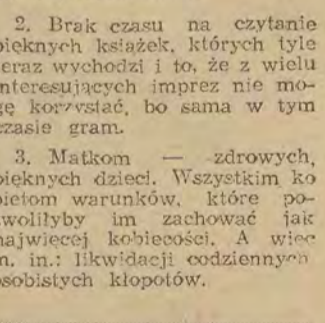 2. Brak czasu na czytanie
pięknych książek, których tyle
eraz wychodzi i to, że z wielu
nteresujących imprez nie mo-
gę korzystać, bo sama w tym
czasie gram.
3. Matkom — zdrowych,
pięknych dzieci. Wszystkim ko
bietom warunków, które po-
zwoliłyby im zachować jak
najwięcej kobiecości. A więc
m. in.: likwidacji codziennych
osobistych kłopotów.